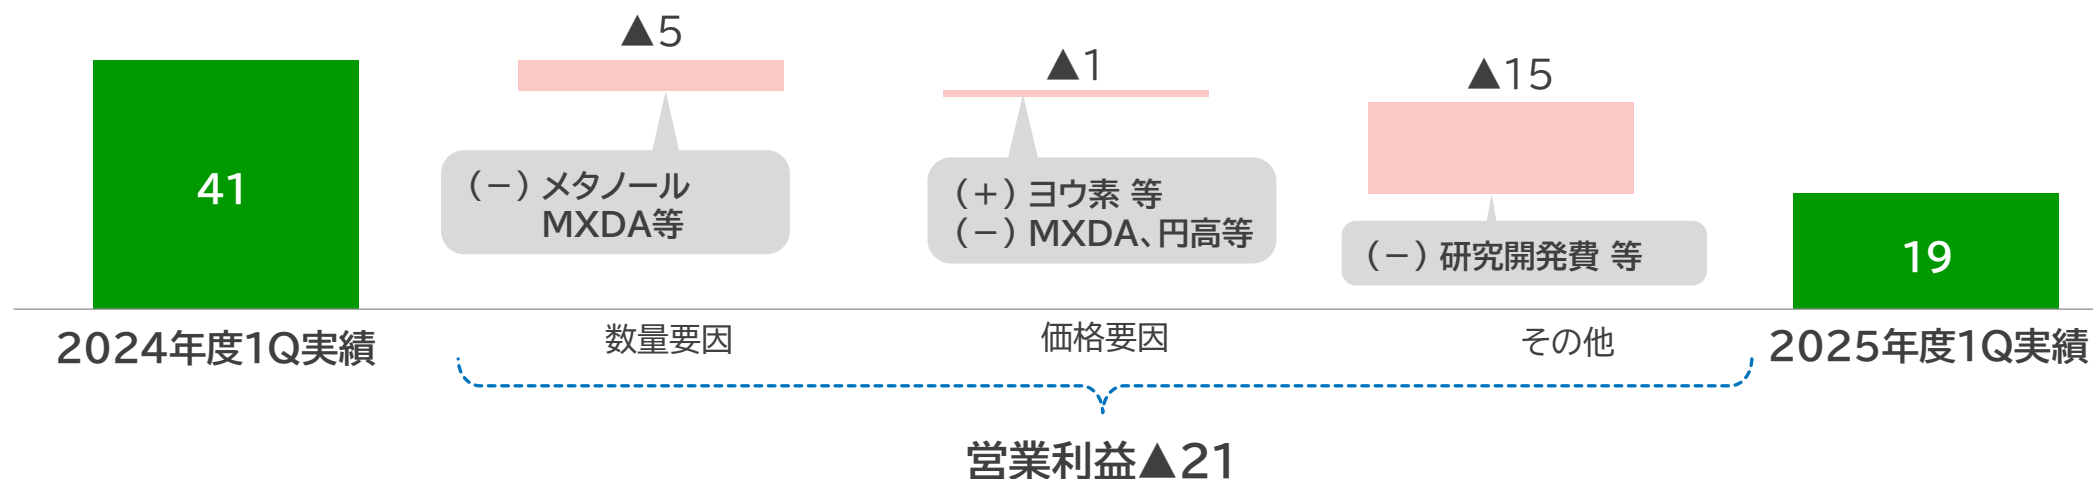 ▲5
▲1
▲15
41
(－) メタノール
MXDA等
(＋) ヨウ素 等
(－) MXDA、円高等
(－) 研究開発費 等
19
2024年度1Q実績
数量要因
価格要因
その他
2025年度1Q実績
営業利益▲21